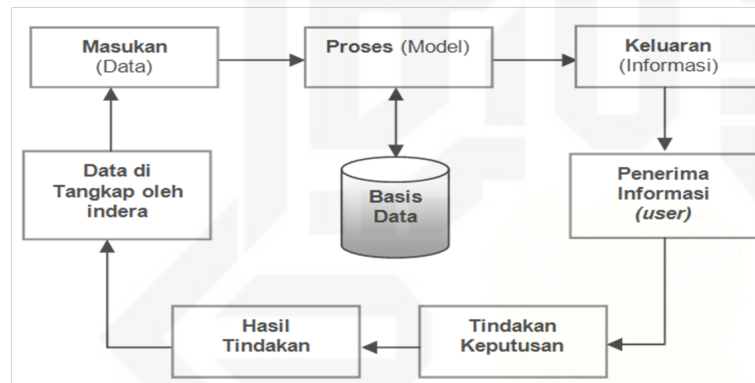 Masukan
(Data)
Proses (Model)
Keluaran
(Informasi)
Data di
Tangkap oleh
indera
Basis
Data
Penerima
Informasi
(user)
Hasil
Tindakan
Tindakan
Keputusan